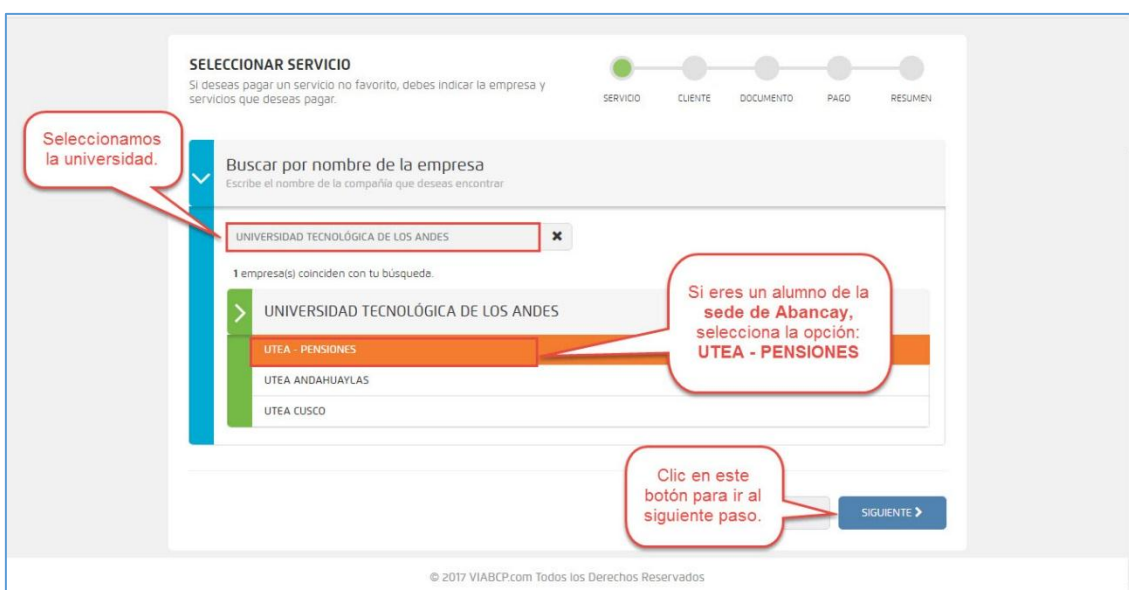 SELECCIONAR SERVICIO
Si deseas pagar un servicio no favorito, debes indicar la empresa y
servicios que deseas pagar.
SERVICIO
CLIENTE
DOCUMENTO
PAGO
RESUMEN
Seleccionamos
la universidad.
Buscar por nombre de la empresa
Escribe el nombre de la compañía que deseas encontrar
UNIVERSIDAD TECNOLÓGICA DE LOS ANDES
1 empresa(s) coinciden con tu búsqueda.
UNIVERSIDAD TECNOLÓGICA DE LOS ANDES
UTEA - PENSIONES
UTEA ANDAHUAYLAS
UTEA CUSCO
Si eres un alumno de la
sede de Abancay,
selecciona la opción:
UTEA - PENSIONES
Clic en este
botón para ir al
siguiente paso.
SIGUIENTE
© 2017 VIABCP.com Todos los Derechos Reservados